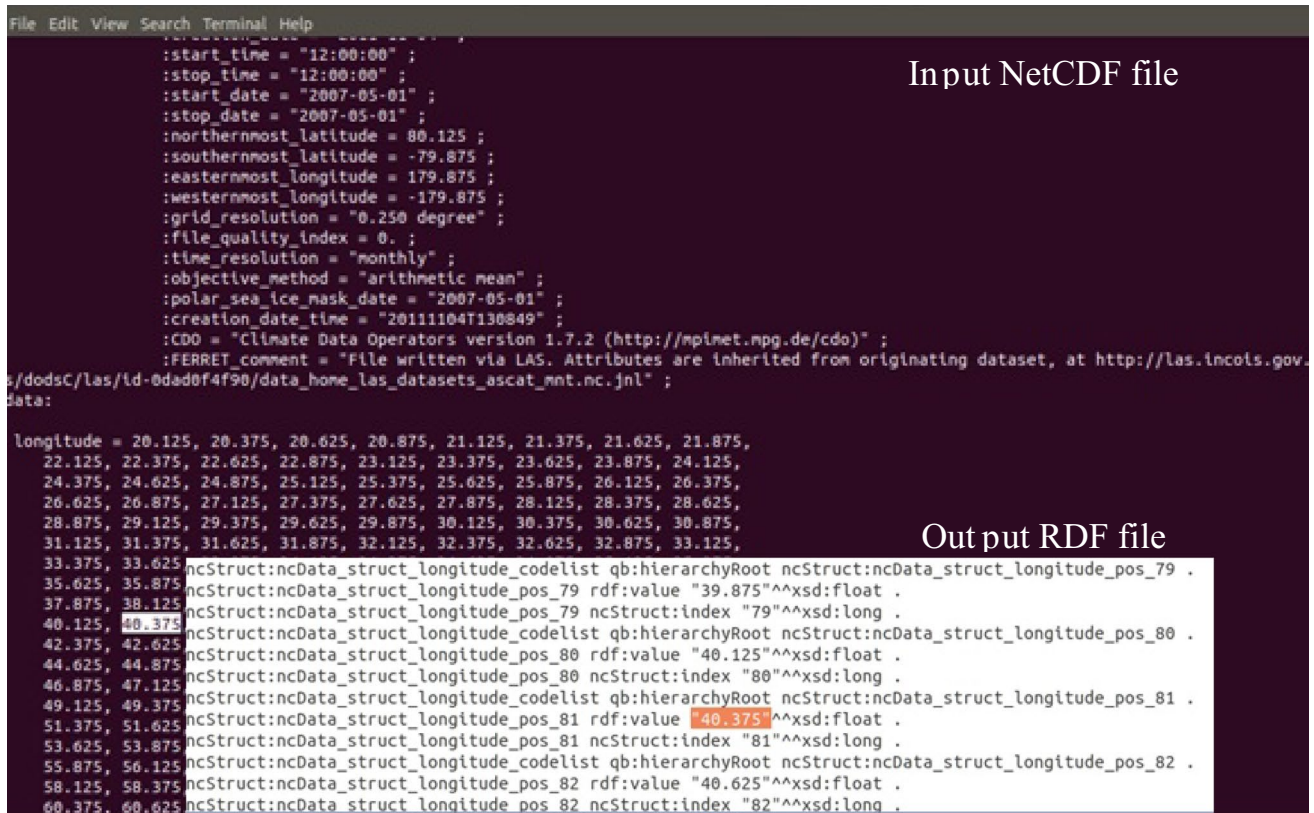 File Edit View Search Terminal Help
:start_time = "12:00:00" ;
Input NetCDF file
:stop_time = "12:00:00" ;
:start_date = "2007-05-01" ;
:stop_date = "2007-05-01" ;
:northernmost_latitude = 80.125 ;
:southernmost_latitude = -79.875 ;
:easternmost_longitude = 179.875 ;
:westernmost_longitude = -179.875 ;
:grid_resolution = "0.250 degree" ;
:file_quality_index = 0. ;
:time_resolution = "monthly" ;
:objective_method = "arithmetic mean" ;
:polar_sea_ice_mask_date = "2007-05-01" ;
:creation_date_time = "20111104T130849" ;
:CDO = "Climate Data Operators version 1.7.2 (http://mpimet.mpg.de/cdo)" ;
:FERRET_comment = "File written via LAS. Attributes are inherited from originating dataset, at http://las.incois.gov.
s/dodsC/las/id-0dad0f4f90/data_home_las_datasets_ascat_mnt.nc.jnl" ;
data:
longitude = 20.125, 20.375, 20.625, 20.875, 21.125, 21.375, 21.625, 21.875,
22.125, 22.375, 22.625, 22.875, 23.125, 23.375, 23.625, 23.875, 24.125,
24.375, 24.625, 24.875, 25.125, 25.375, 25.625, 25.875, 26.125, 26.375,
26.625, 26.875, 27.125, 27.375, 27.625, 27.875, 28.125, 28.375, 28.625,
28.875, 29.125, 29.375, 29.625, 29.875, 30.125, 30.375, 30.625, 30.875,
31.125, 31.375, 31.625, 31.875, 32.125, 32.375, 32.625, 32.875, 33.125,
33.375, 33.625
35.625, 35.875
37.875, 38.125
40.125, 40.375
42.375, 42.625
44.625, 44.875
46.875, 47.125
49.125, 49.375
51.375, 51.625
53.625, 53.875
55.875, 56.125
58.125, 58.375
60.375, 60.625
Output RDF file
ncStruct:ncData_struct_longitude_codelist qb:hierarchyRoot ncStruct:ncData_struct_longitude_pos_79 .
ncStruct:ncData_struct_longitude_pos_79 rdf:value "39.875"^^xsd:float .
ncStruct:ncData_struct_longitude_pos_79 ncStruct:index "79"^^xsd:long .
ncStruct:ncData_struct_longitude_codelist qb:hierarchyRoot ncStruct:ncData_struct_longitude_pos_80 .
ncStruct:ncData_struct_longitude_pos_80 rdf:value "40.125"^^xsd:float .
ncStruct:ncData_struct_longitude_pos_80 ncStruct:index "80"^^xsd:long .
ncStruct:ncData_struct_longitude_codelist qb:hierarchyRoot ncStruct:ncData_struct_longitude_pos_81 .
ncStruct:ncData_struct_longitude_pos_81 rdf:value "40.375"^^xsd:float .
ncStruct:ncData_struct_longitude_pos_81 ncStruct:index "81"^^xsd:long .
ncStruct:ncData_struct_longitude_codelist qb:hierarchyRoot ncStruct:ncData_struct_longitude_pos_82 .
ncStruct:ncData_struct_longitude_pos_82 rdf:value "40.625"^^xsd:float .
ncStruct:ncData_struct_longitude_pos_82 ncStruct:index "82"^^xsd:long .